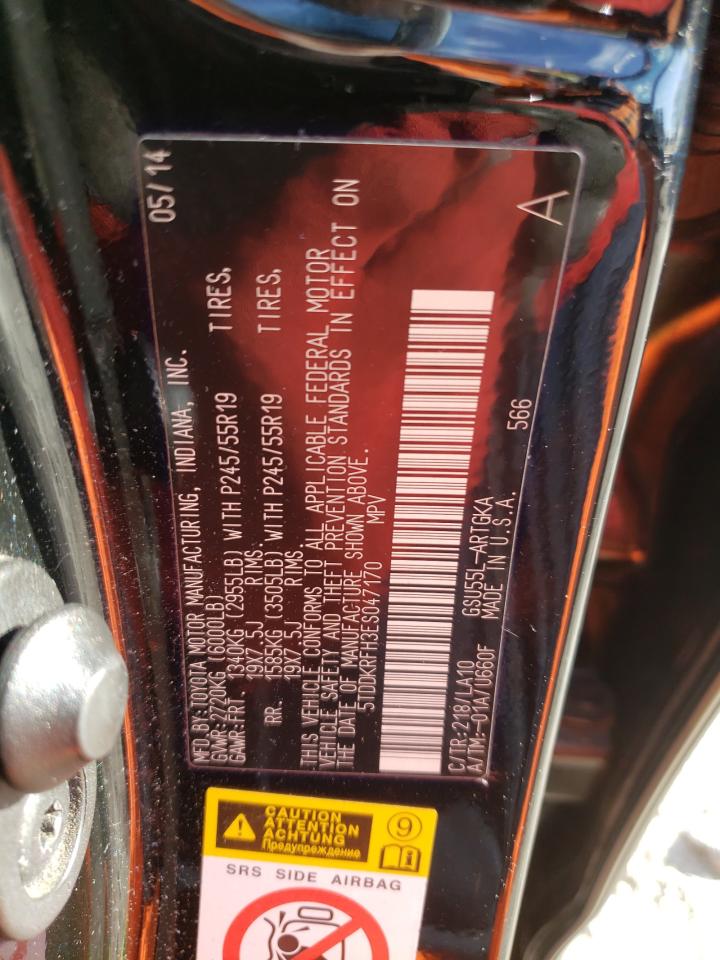 MFD BY: TOYOTA MOTOR MANUFACTURING, INDIANA, INC. 05/14
GVWR: 2720KG (6000LB)
GAWR: FRT 1340KG (2955LB) WITH P245/55R19 TIRES,
19X7.5J RIMS.
RR. 1585KG (3505LB) WITH P245/55R19 TIRES,
19X7.5J RIMS.
THIS VEHICLE CONFORMS TO ALL APPLICABLE FEDERAL MOTOR
VEHICLE SAFETY AND THEFT PREVENTION STANDARDS IN EFFECT ON
THE DATE OF MANUFACTURE SHOWN ABOVE.
5TDDKRFH3ES047170 MPV
C/TR:218/LA10 GSU55L-ARTGKA 566
A/TM:-01A/U660F MADE IN U.S.A. A
CAUTION
ATTENTION
ACHTUNG
Предупреждение
9
SRS SIDE AIRBAG